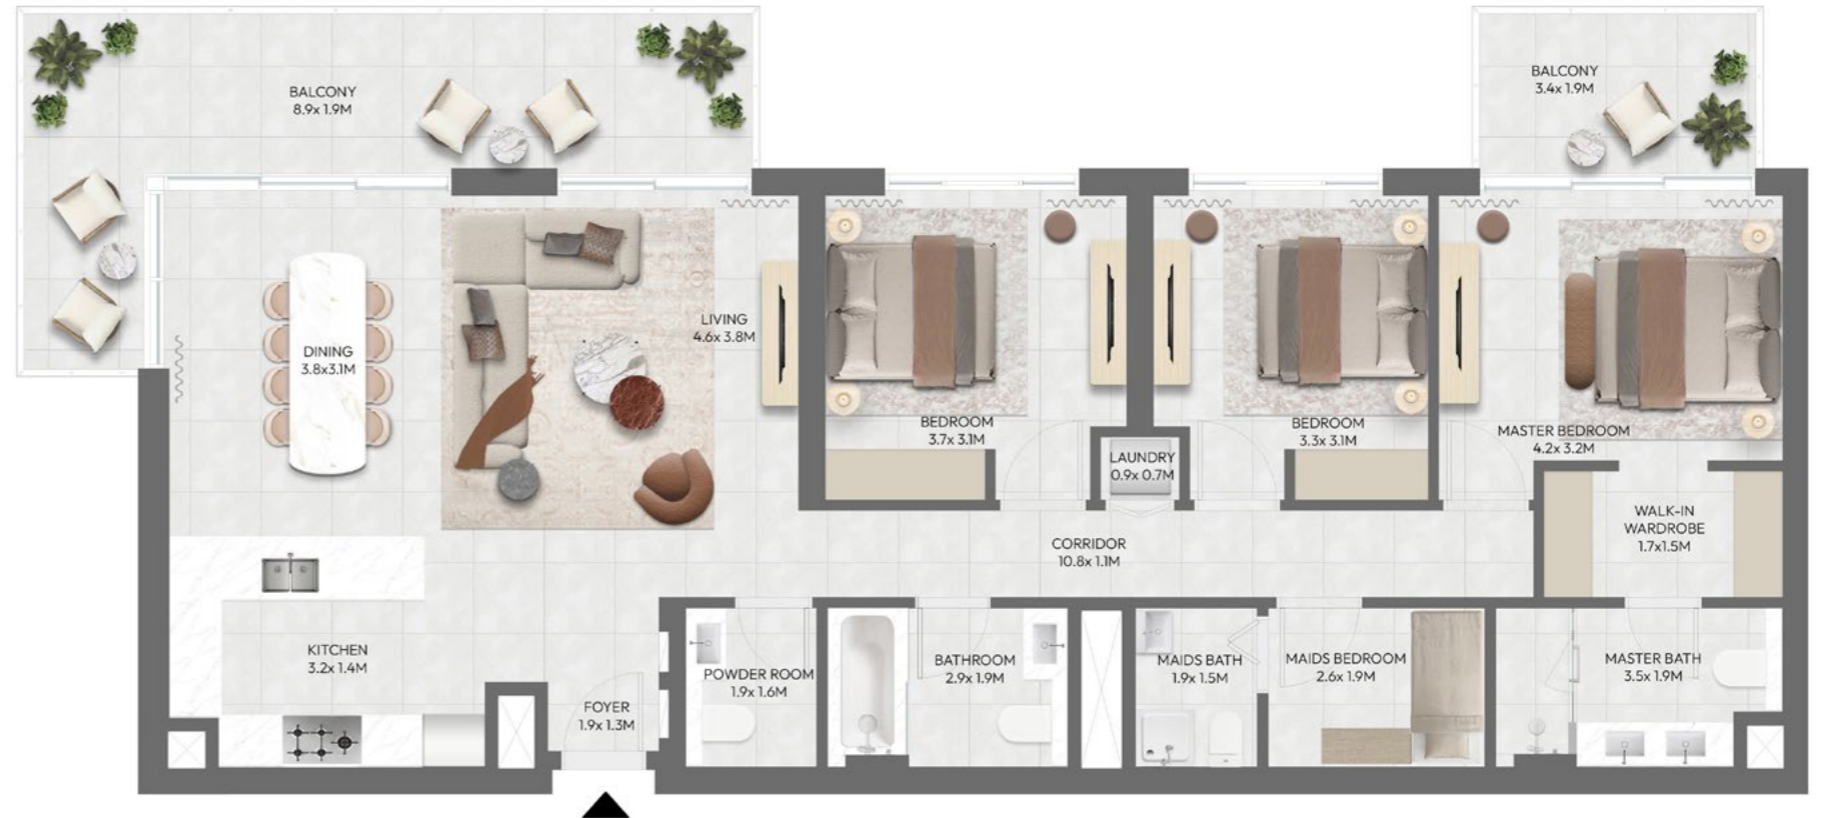 BALCONY
8.9x 1.9M
BALCONY
3.4x 1.9M
LIVING
4.6x 3.8M
DINING
3.8x3.1M
BEDROOM
3.7x 3.1M
BEDROOM
3.3x 3.1M
MASTER BEDROOM
4.2x 3.2M
LAUNDRY
0.9x 0.7M
WALK-IN
WARDROBE
1.7x1.5M
CORRIDOR
10.8x 1.1M
KITCHEN
3.2x 1.4M
FOYER
1.9x 1.3M
POWDER ROOM
1.9x 1.6M
BATHROOM
2.9x 1.9M
MAIDS BATH
1.9x 1.5M
MAIDS BEDROOM
2.6x 1.9M
MASTER BATH
3.5x 1.9M